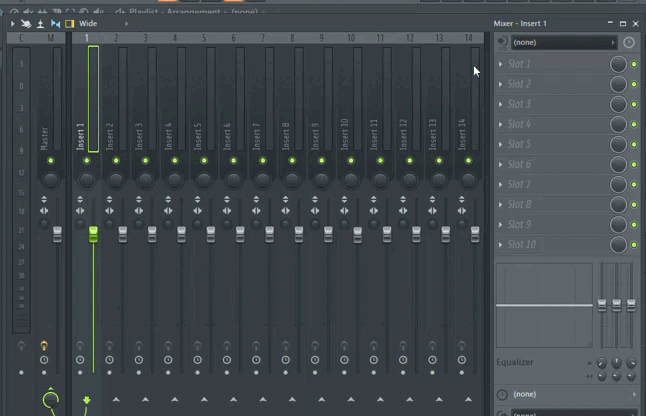 Playlist - Arrangement › (none)
Wide
Mixer - Insert 1
C M 1 2 3 4 5 6 7 8 9 10 11 12 13 14
(none)
Master
Insert 1
Insert 2
Insert 3
Insert 4
Insert 5
Insert 6
Insert 7
Insert 8
Insert 9
Insert 10
Insert 11
Insert 12
Insert 13
Insert 14
3
0
3
6
9
12
15
18
21
24
27
30
Slot 1
Slot 2
Slot 3
Slot 4
Slot 5
Slot 6
Slot 7
Slot 8
Slot 9
Slot 10
Equalizer
(none)